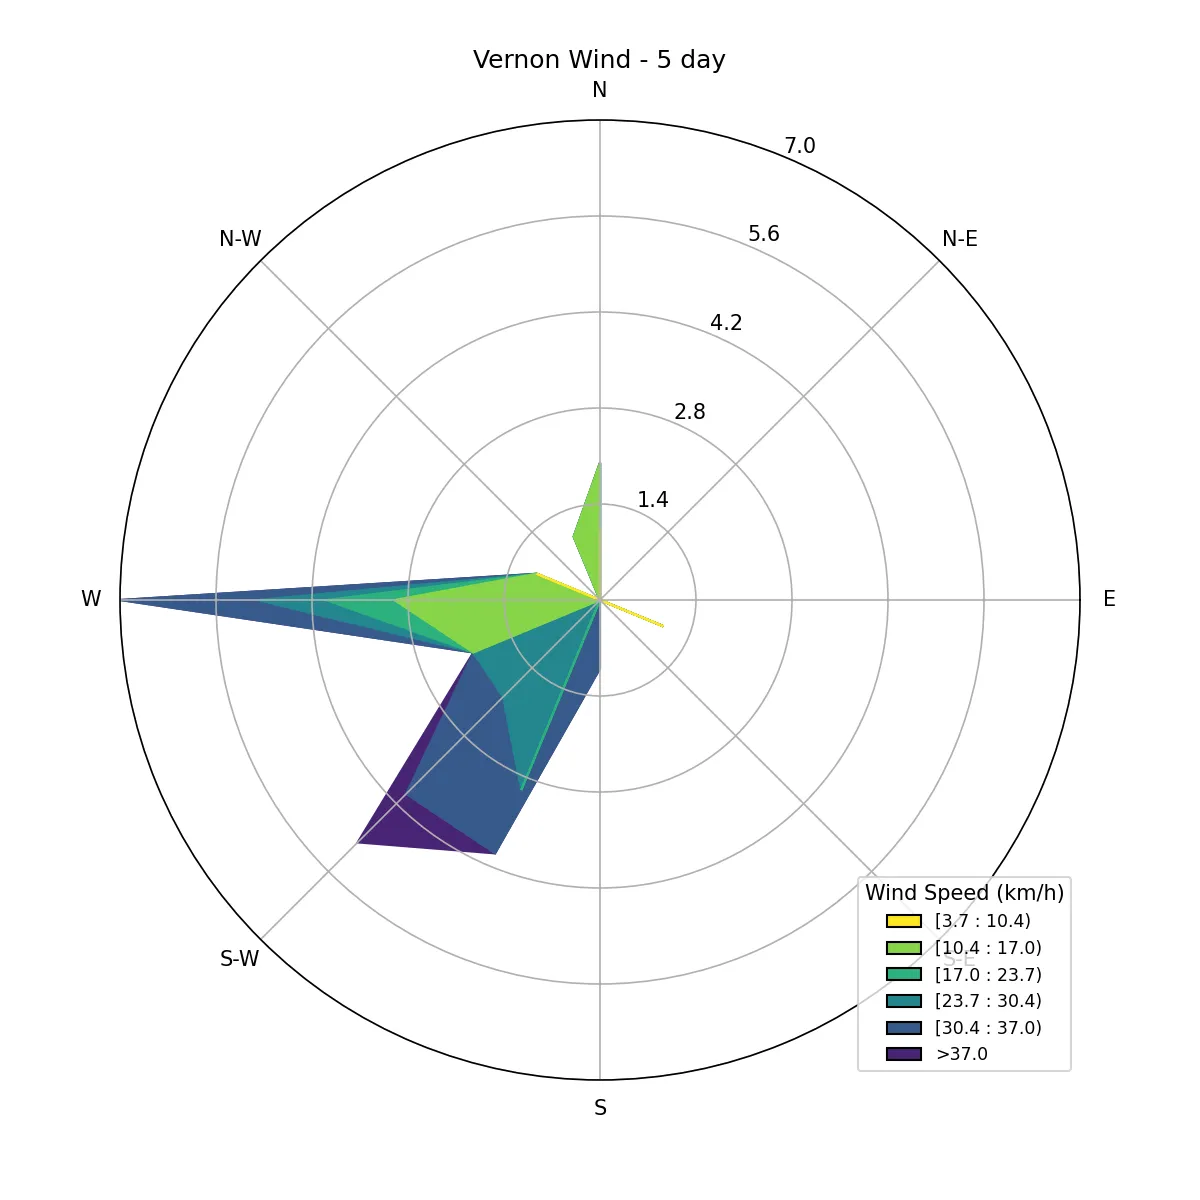 Vernon Wind - 5 day
N
7.0
5.6
N-W
N-E
4.2
2.8
1.4
W
E
S-W
S-E
Wind Speed (km/h)
[3.7 : 10.4)
[10.4 : 17.0)
[17.0 : 23.7)
[23.7 : 30.4)
[30.4 : 37.0)
>37.0
S